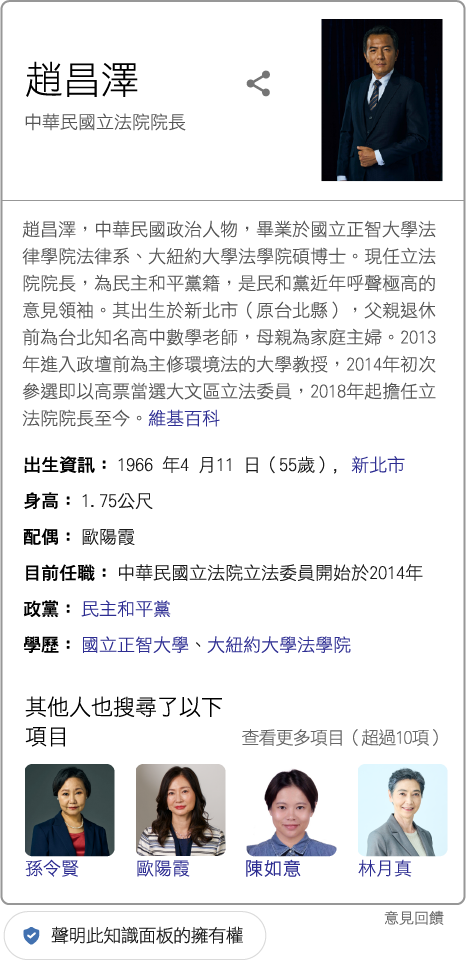 趙昌澤
中華民國立法院院長
趙昌澤，中華民國政治人物，畢業於國立正智大學法
律學院法律系、大紐約大學法學院碩博士。現任立法
院院長，為民主和平黨籍，是民和黨近年呼聲極高的
意見領袖。其出生於新北市（原台北縣），父親退休
前為台北知名高中數學老師，母親為家庭主婦。2013
年進入政壇前為主修環境法的大學教授，2014年初次
參選即以高票當選大文區立法委員，2018年起擔任立
法院院長至今。維基百科
出生資訊： 1966 年4 月11 日（55歲）, 新北市
身高： 1.75公尺
配偶： 歐陽霞
目前任職： 中華民國立法院立法委員開始於2014年
政黨： 民主和平黨
學歷： 國立正智大學、大紐約大學法學院
其他人也搜尋了以下
項目
查看更多項目（超過10項）
孫令賢
歐陽霞
陳如意
林月真
意見回饋
聲明此知識面板的擁有權